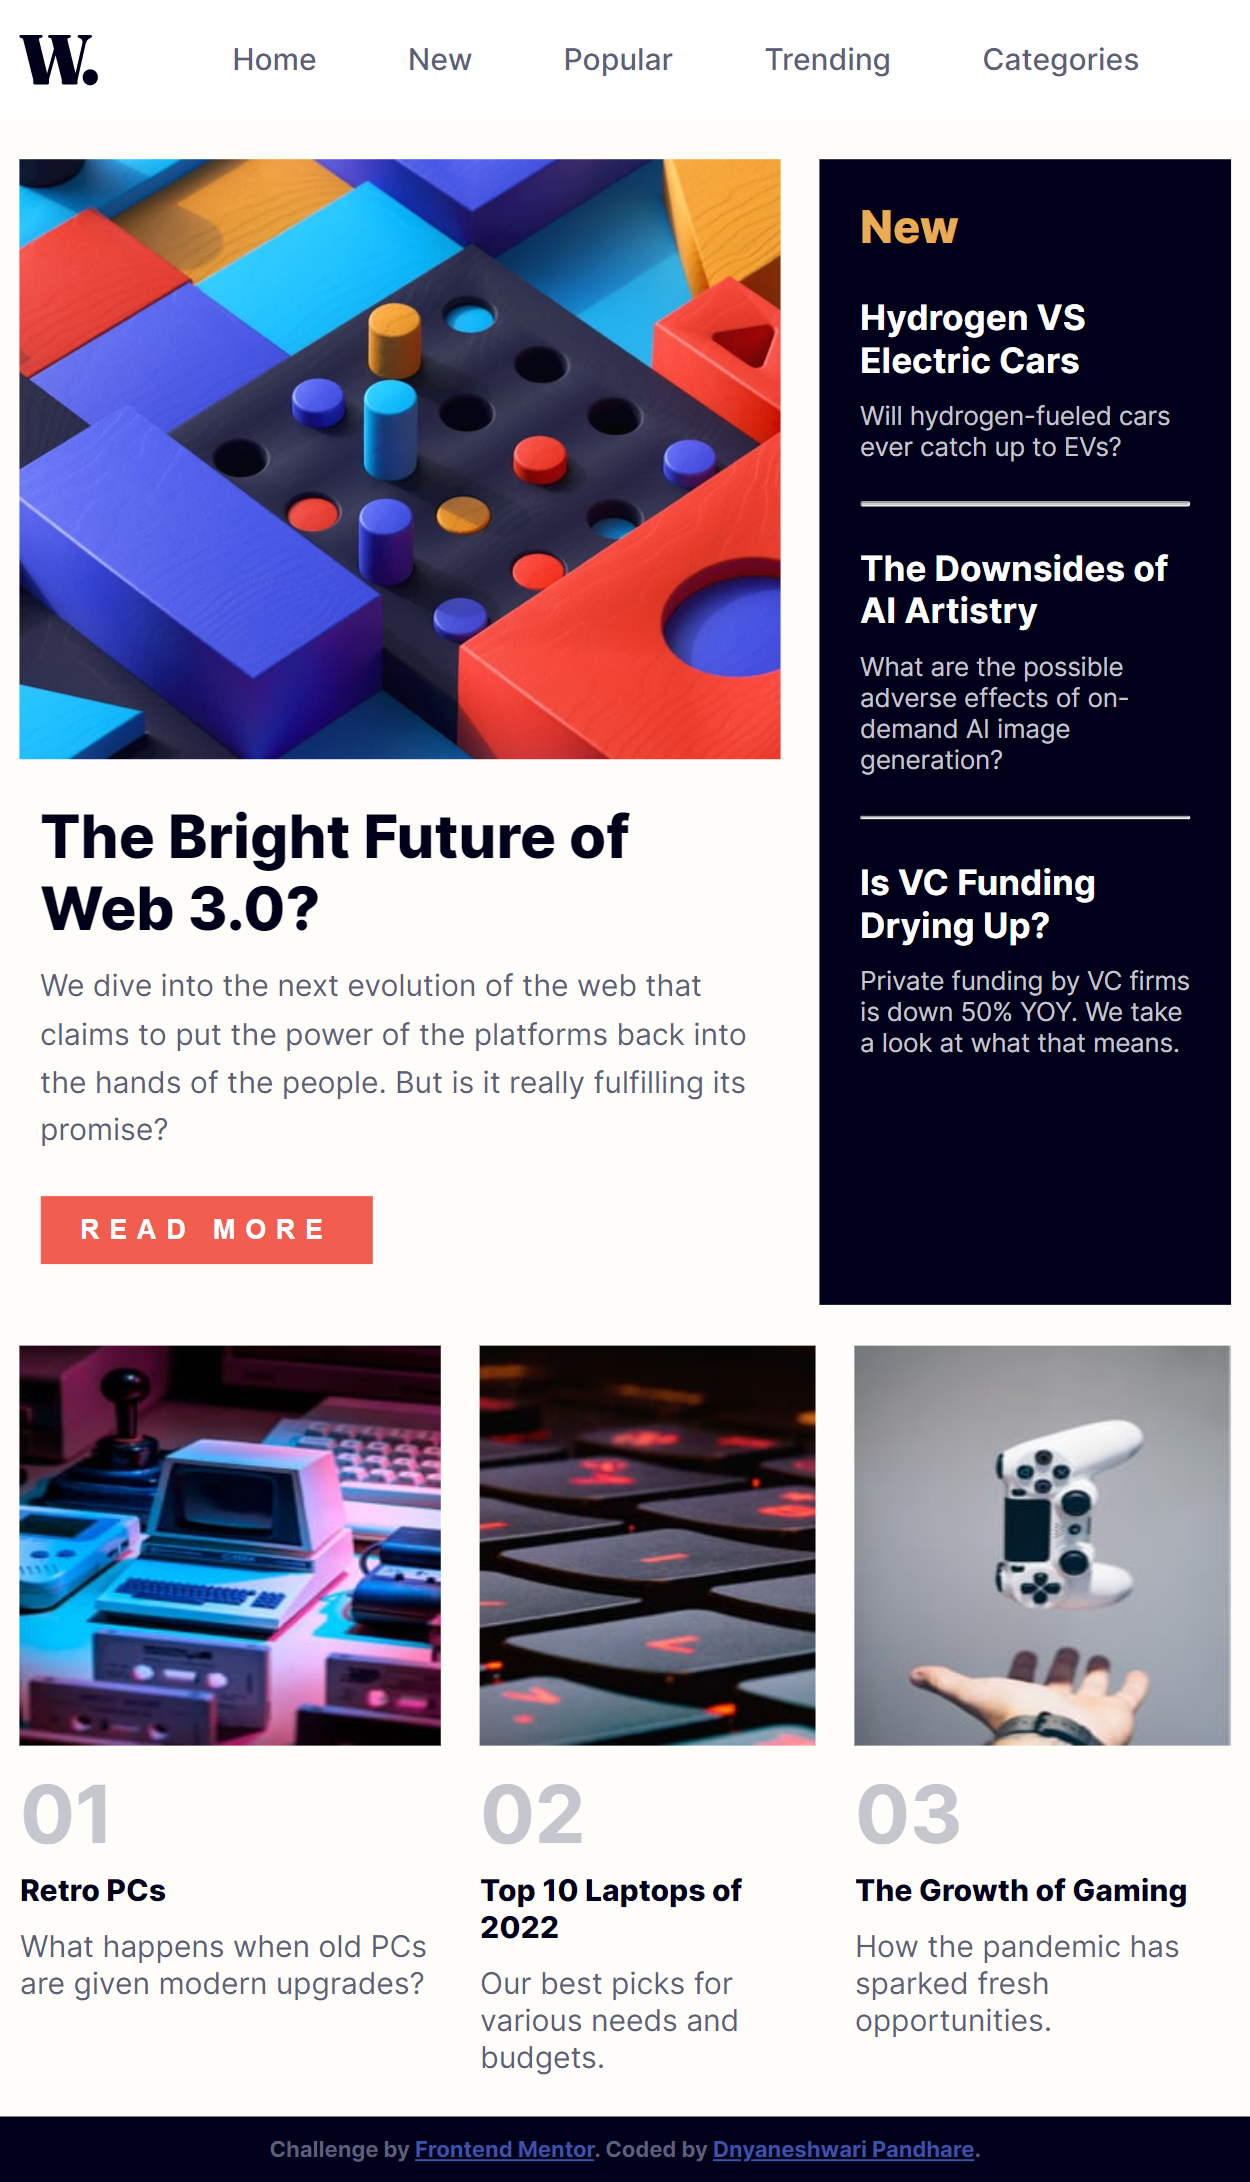 W.
Home
New
Popular
Trending
Categories
The Bright Future of
Web 3.0?
We dive into the next evolution of the web that
claims to put the power of the platforms back into
the hands of the people. But is it really fulfilling its
promise?
READ MORE
New
Hydrogen VS
Electric Cars
Will hydrogen-fueled cars
ever catch up to EVs?
The Downsides of
AI Artistry
What are the possible
adverse effects of on-
demand AI image
generation?
Is VC Funding
Drying Up?
Private funding by VC firms
is down 50% YOY. We take
a look at what that means.
01
Retro PCs
What happens when old PCs
are given modern upgrades?
02
Top 10 Laptops of
2022
Our best picks for
various needs and
budgets.
03
The Growth of Gaming
How the pandemic has
sparked fresh
opportunities.
Challenge by Frontend Mentor. Coded by Dnyaneshwari Pandhare.